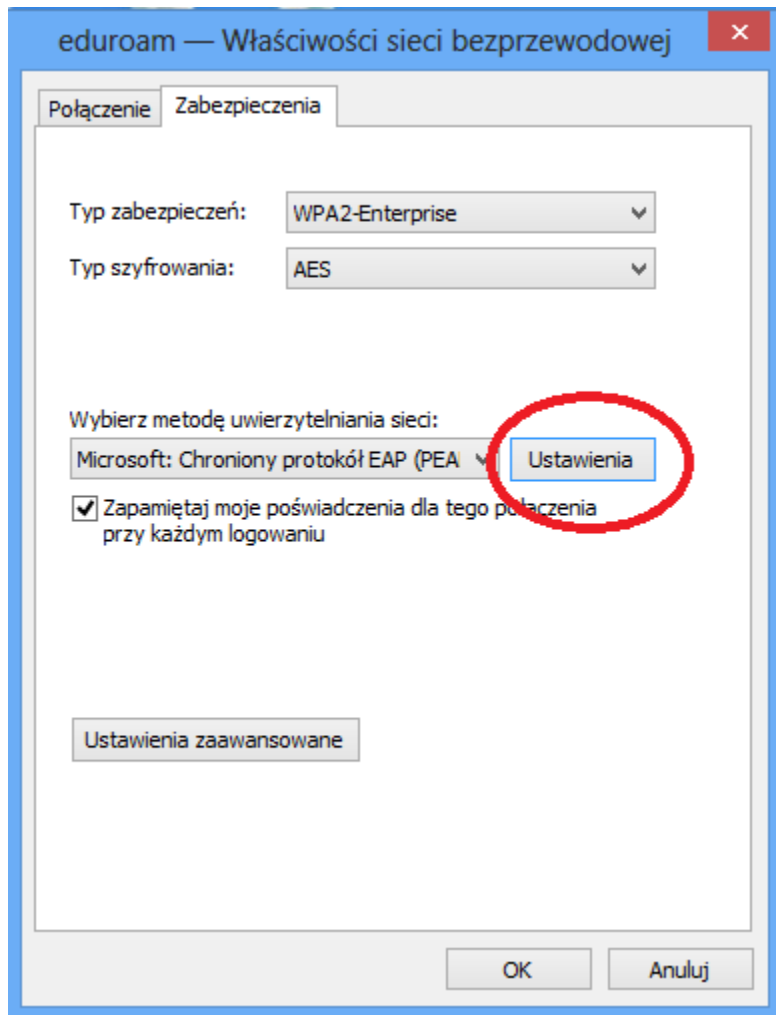 eduroam — Właściwości sieci bezprzewodowej
Połączenie Zabezpieczenia
Typ zabezpieczeń: WPA2-Enterprise
Typ szyfrowania: AES
Wybierz metodę uwierzytelniania sieci:
Microsoft: Chroniony protokół EAP (PEA Ustawienia
Zapamiętaj moje poświadczenia dla tego połączenia
przy każdym logowaniu
Ustawienia zaawansowane
OK Anuluj